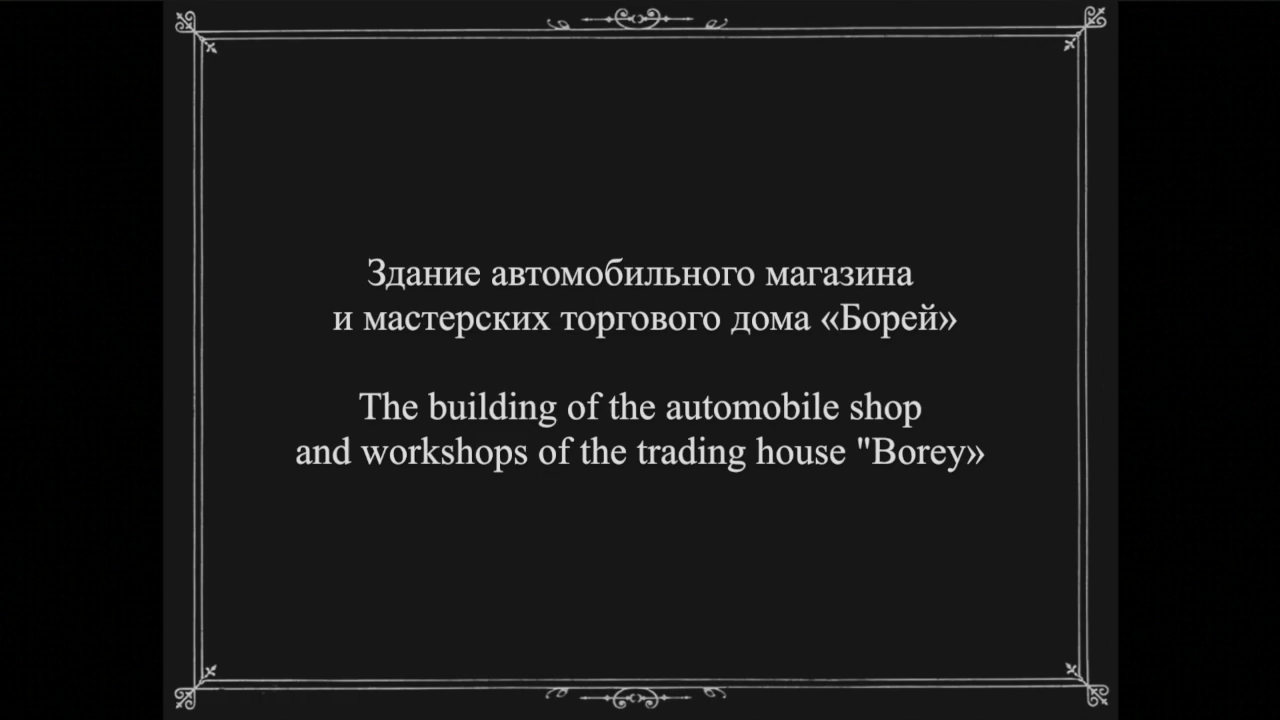 Здание автомобильного магазина
и мастерских торгового дома «Борей»
The building of the automobile shop
and workshops of the trading house "Borey»